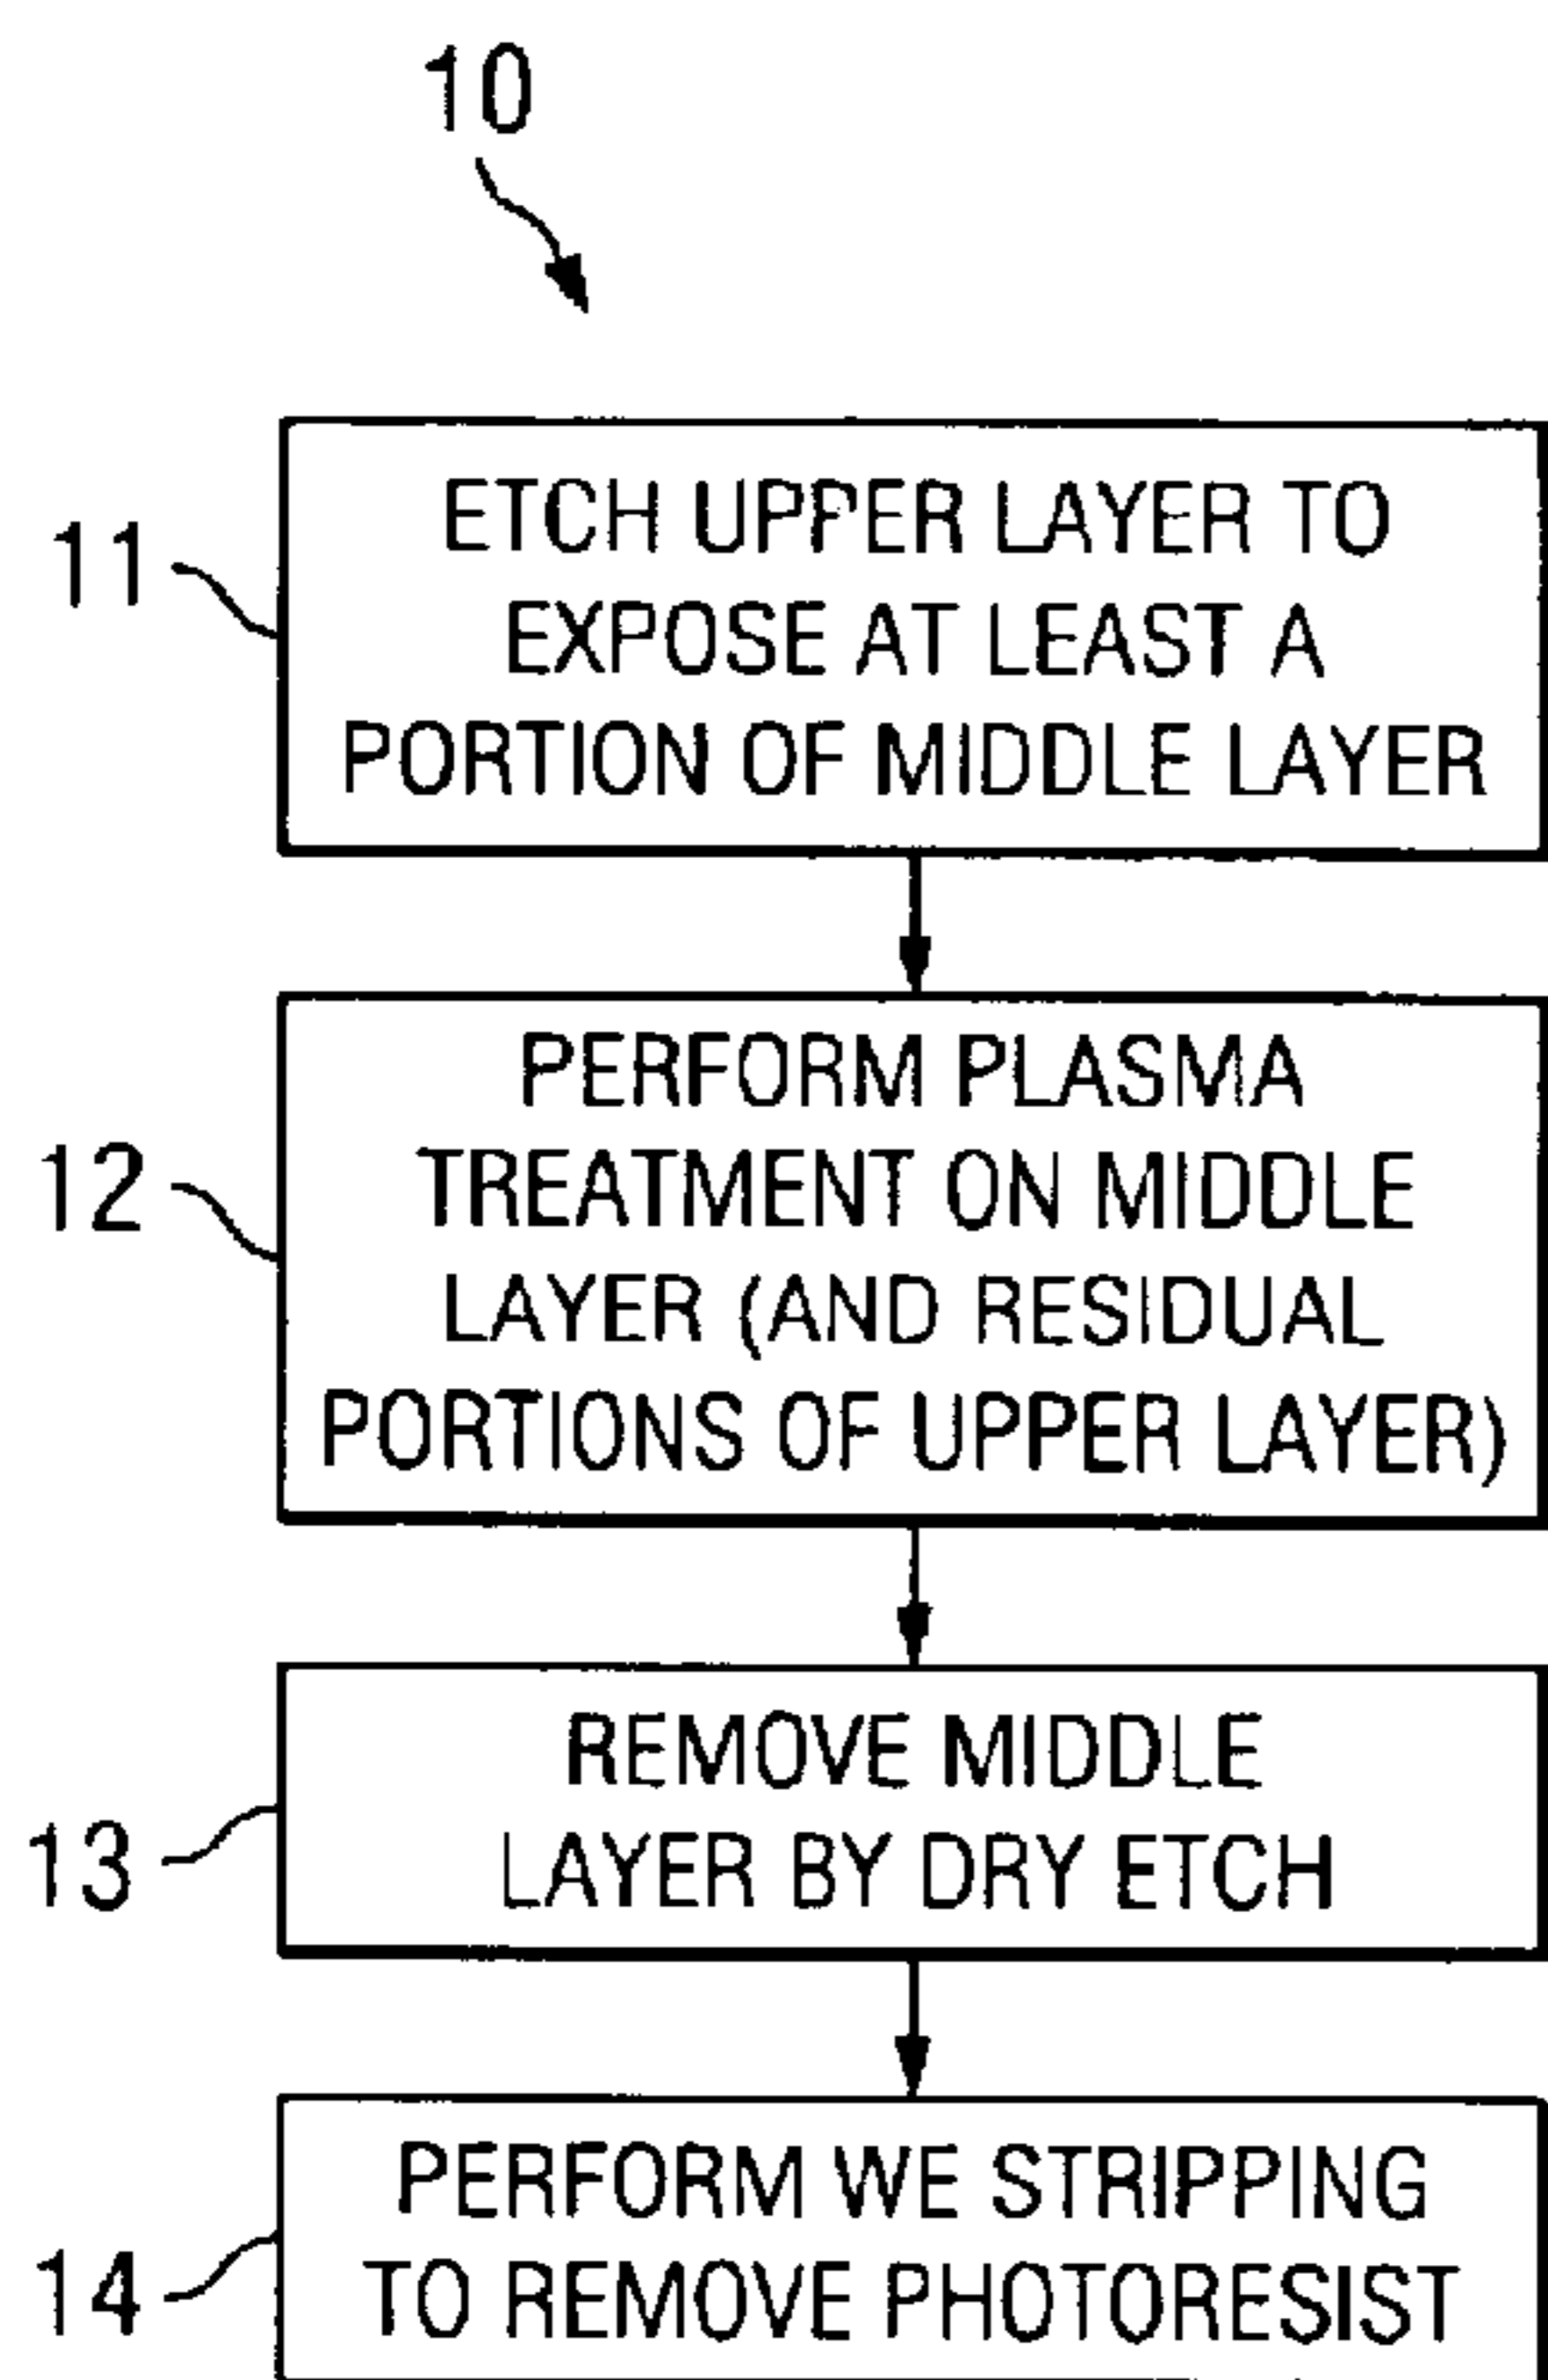 10
11
ETCH UPPER LAYER TO
EXPOSE AT LEAST A
PORTION OF MIDDLE LAYER
12
PERFORM PLASMA
TREATMENT ON MIDDLE
LAYER (AND RESIDUAL
PORTIONS OF UPPER LAYER)
13
REMOVE MIDDLE
LAYER BY DRY ETCH
14
PERFORM WE STRIPPING
TO REMOVE PHOTORESIST